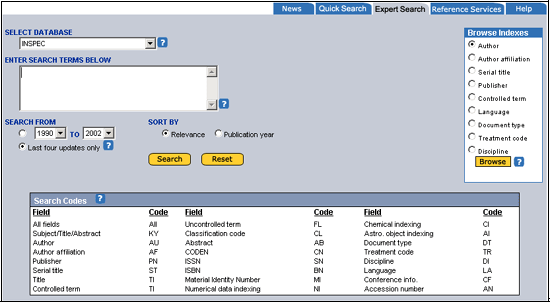 News Quick Search Expert Search Reference Services Help
SELECT DATABASE
INSPEC
ENTER SEARCH TERMS BELOW
SEARCH FROM
1990 TO 2002
Last four updates only
SORT BY
Relevance Publication year
Search Reset
Browse Indexes
Author
Author affiliation
Serial title
Publisher
Controlled term
Language
Document type
Treatment code
Discipline
Browse
Search Codes
Field Code Field Code Field Code
All fields All Uncontrolled term FL Chemical indexing CI
Subject/Title/Abstract KY Classification code CL Astro. object indexing AI
Author AU Abstract AB Document type DT
Author affiliation AF CODEN CN Treatment code TR
Publisher PN ISSN SN Discipline DI
Serial title ST ISBN BN Language LA
Title TI Material Identity Number MI Conference info. CF
Controlled term TI Numerical data indexing NI Accession number AN